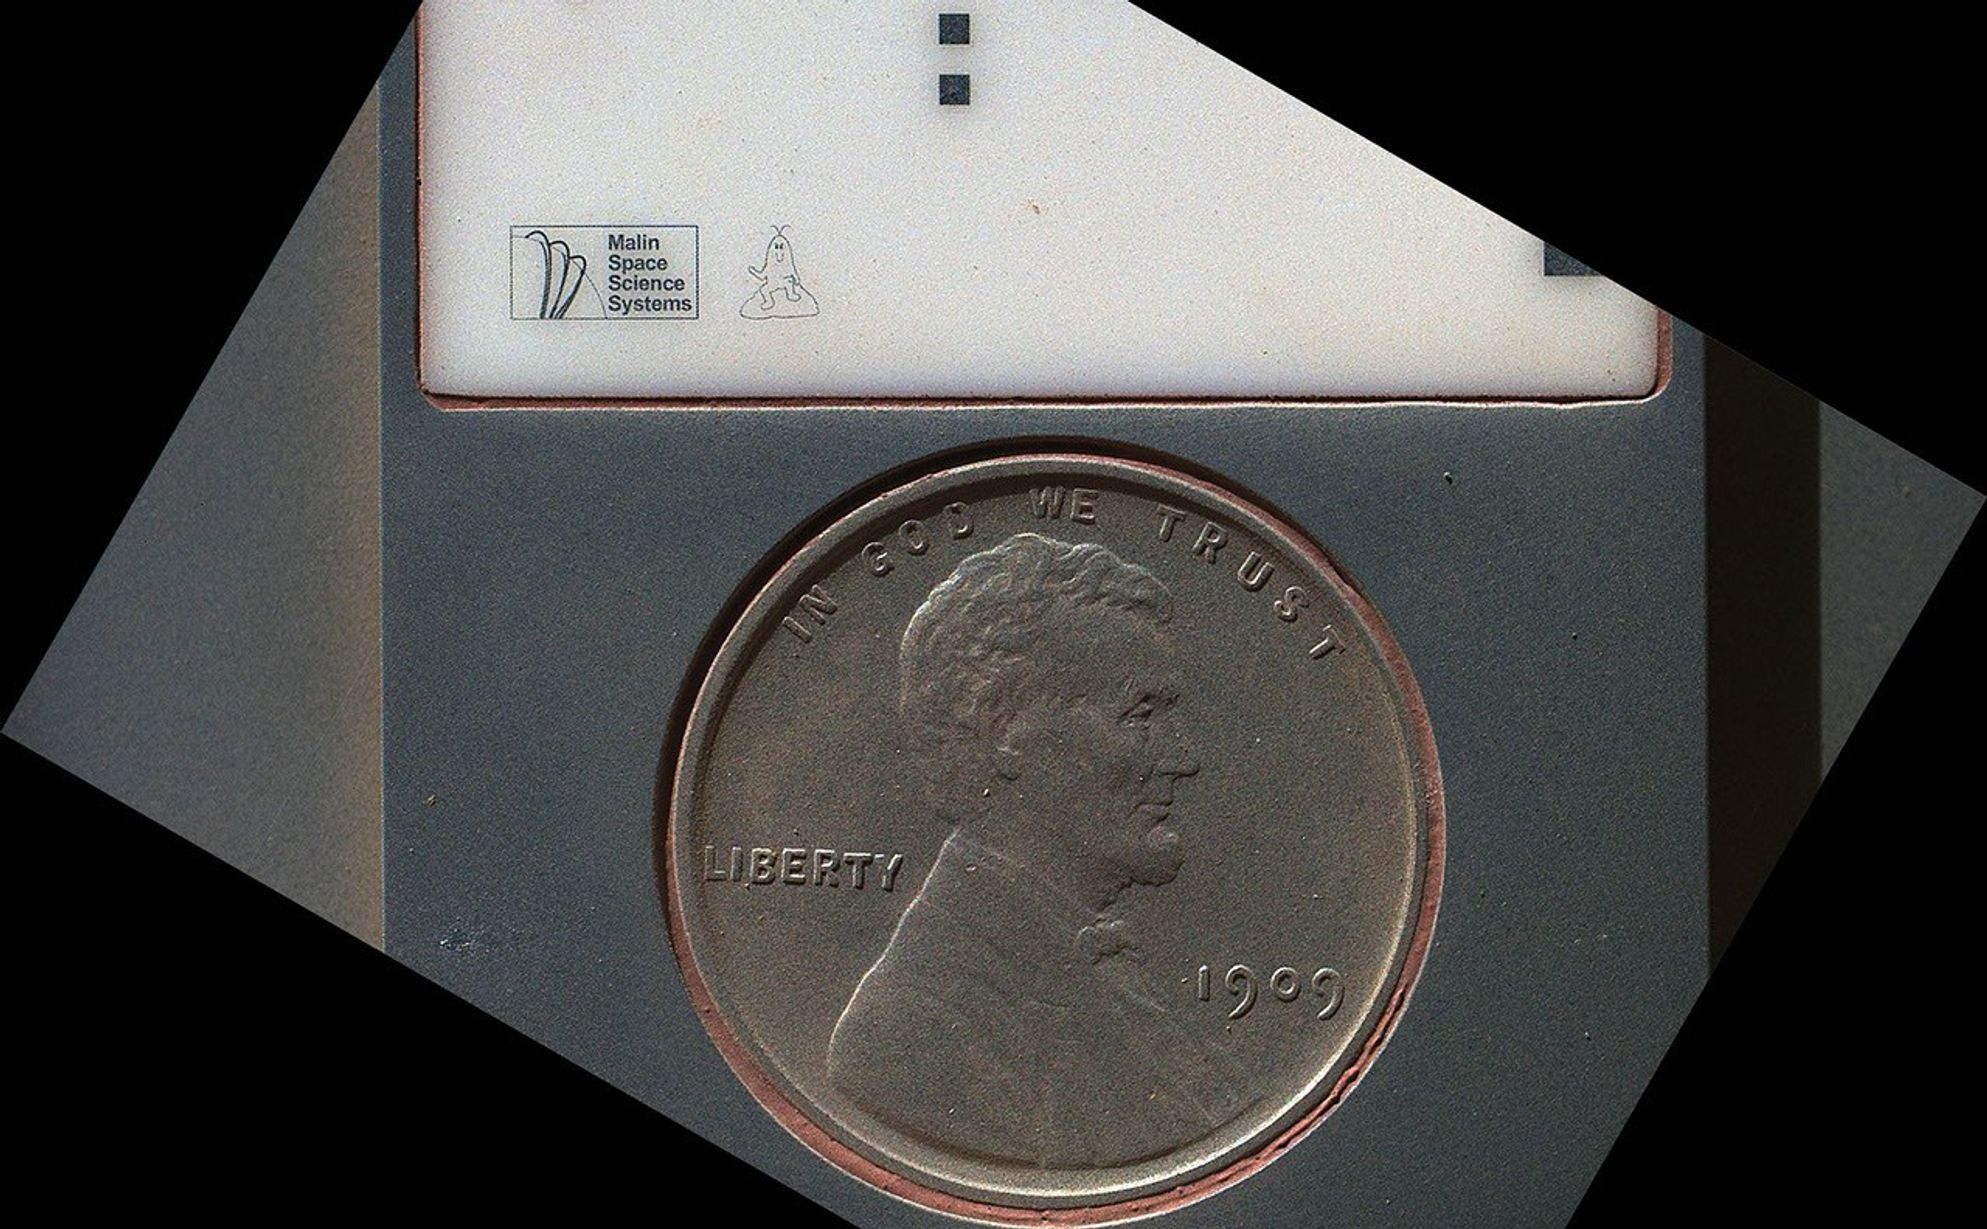 Malin
Space
Science
Systems
IN GOD WE TRUST
LIBERTY
1909